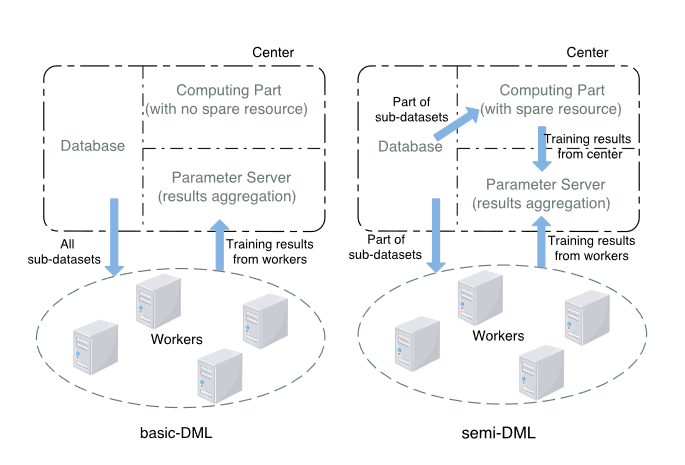 Center
Computing Part
(with no spare resource)
Database
Parameter Server
(results aggregation)
All
sub-datasets
Training results
from workers
Workers
basic-DML
Center
Computing Part
(with spare resource)
Part of
sub-datasets
Database
Training results
from center
Parameter Server
(results aggregation)
Part of
sub-datasets
Training results
from workers
Workers
semi-DML